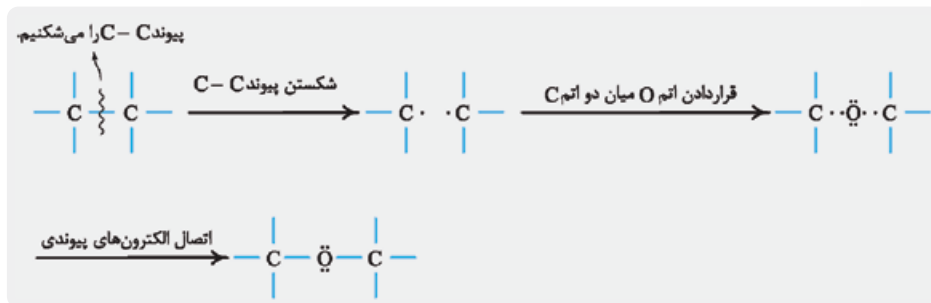 پیوند C – C را می‌شکنیم.
C C شکستن پیوند C – C C· ·C قراردادن اتم O میان دو اتم C C··Ö··C
اتصال الکترون‌های پیوندی C Ö C